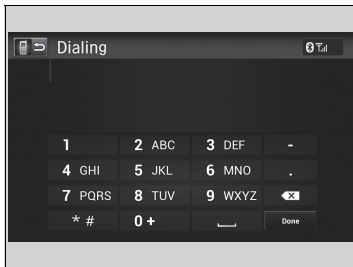 Dialing
1 2 ABC 3 DEF -
4 GHI 5 JKL 6 MNO .
7 PQRS 8 TUV 9 WXYZ
* # 0 + Done